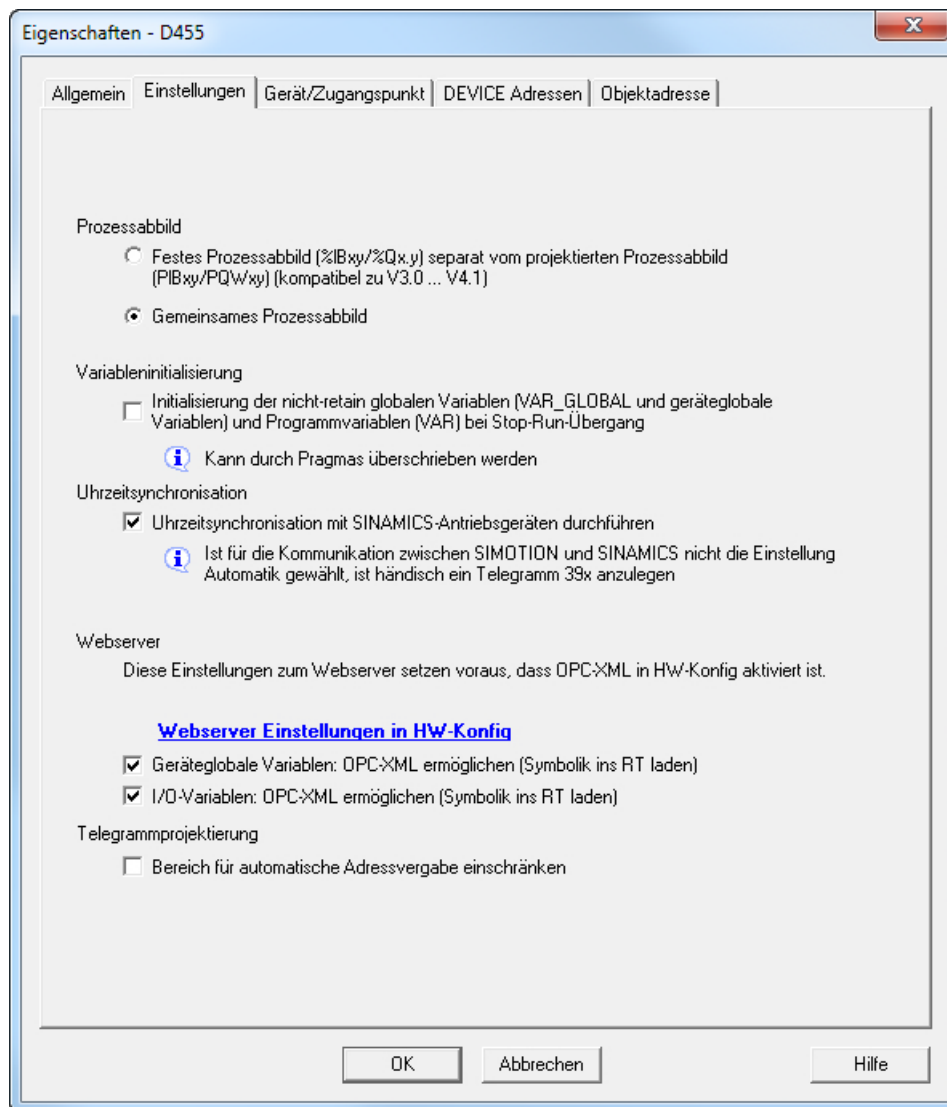 Eigenschaften - D455
Allgemein Einstellungen Gerät/Zugangspunkt DEVICE Adressen Objektadresse
Prozessabbild
Festes Prozessabbild (%IBxy/%Qx.y) separat vom projektierten Prozessabbild
(PIBxy/PQWxy) (kompatibel zu V3.0 ... V4.1)
Gemeinsames Prozessabbild
Variableninitialisierung
Initialisierung der nicht-retain globalen Variablen (VAR_GLOBAL und geräteglobale
Variablen) und Programmvariablen (VAR) bei Stop-Run-Übergang
Kann durch Pragmas überschrieben werden
Uhrzeitsynchronisation
Uhrzeitsynchronisation mit SINAMICS-Antriebsgeräten durchführen
Ist für die Kommunikation zwischen SIMOTION und SINAMICS nicht die Einstellung
Automatik gewählt, ist händisch ein Telegramm 39x anzulegen
Webserver
Diese Einstellungen zum Webserver setzen voraus, dass OPC-XML in HW-Konfig aktiviert ist.
Webserver Einstellungen in HW-Konfig
Geräteglobale Variablen: OPC-XML ermöglichen (Symbolik ins RT laden)
I/O-Variablen: OPC-XML ermöglichen (Symbolik ins RT laden)
Telegrammprojektierung
Bereich für automatische Adressvergabe einschränken
OK Abbrechen Hilfe